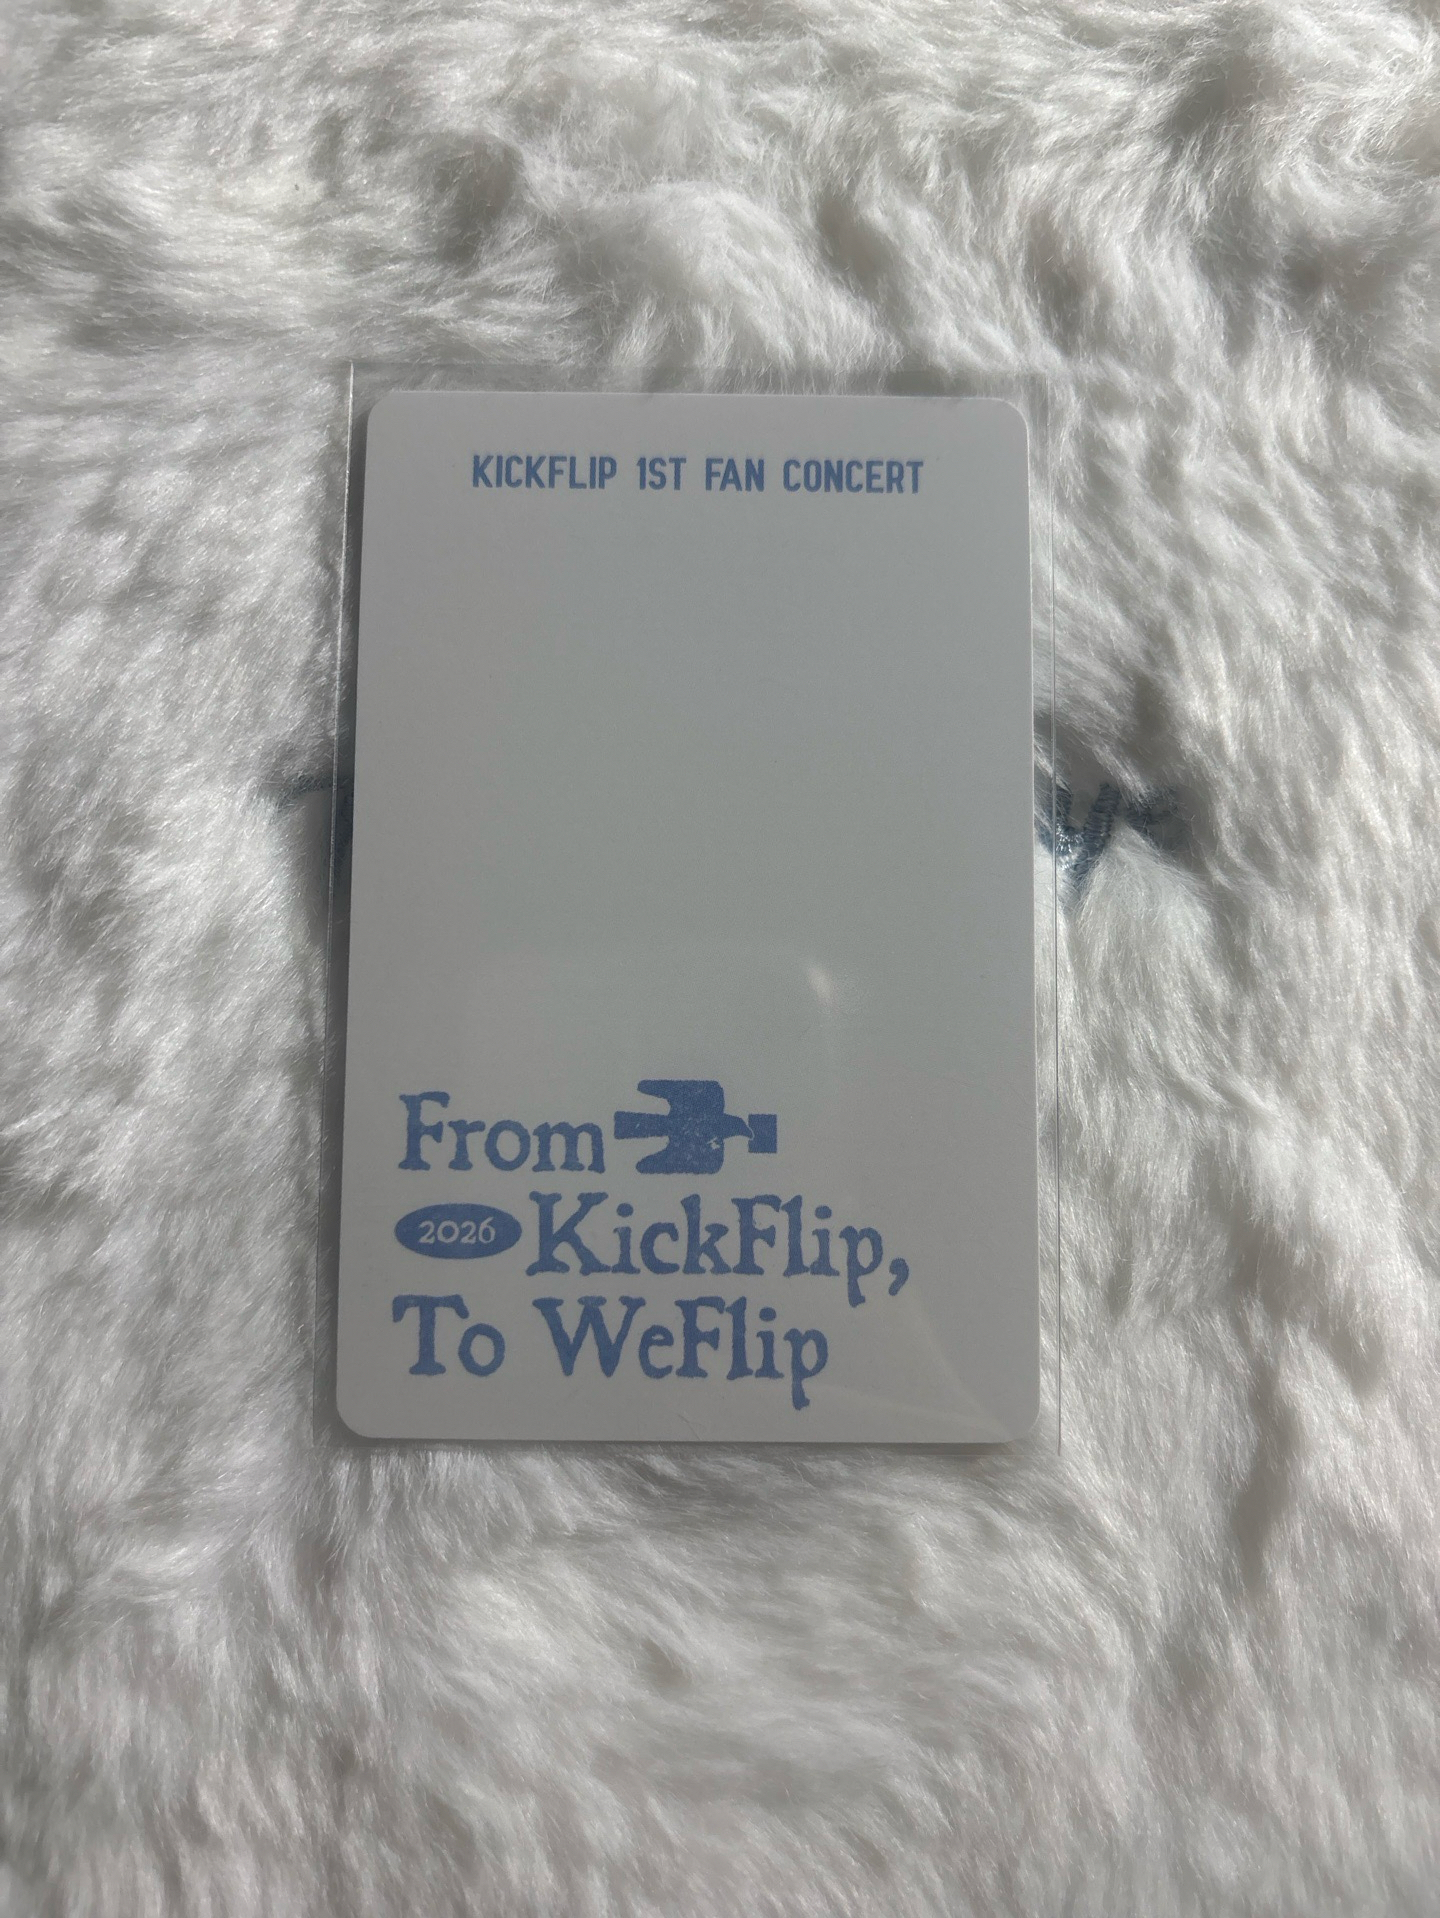 KICKFLIP 1ST FAN CONCERT
From
2026 KickFlip,
To WeFlip